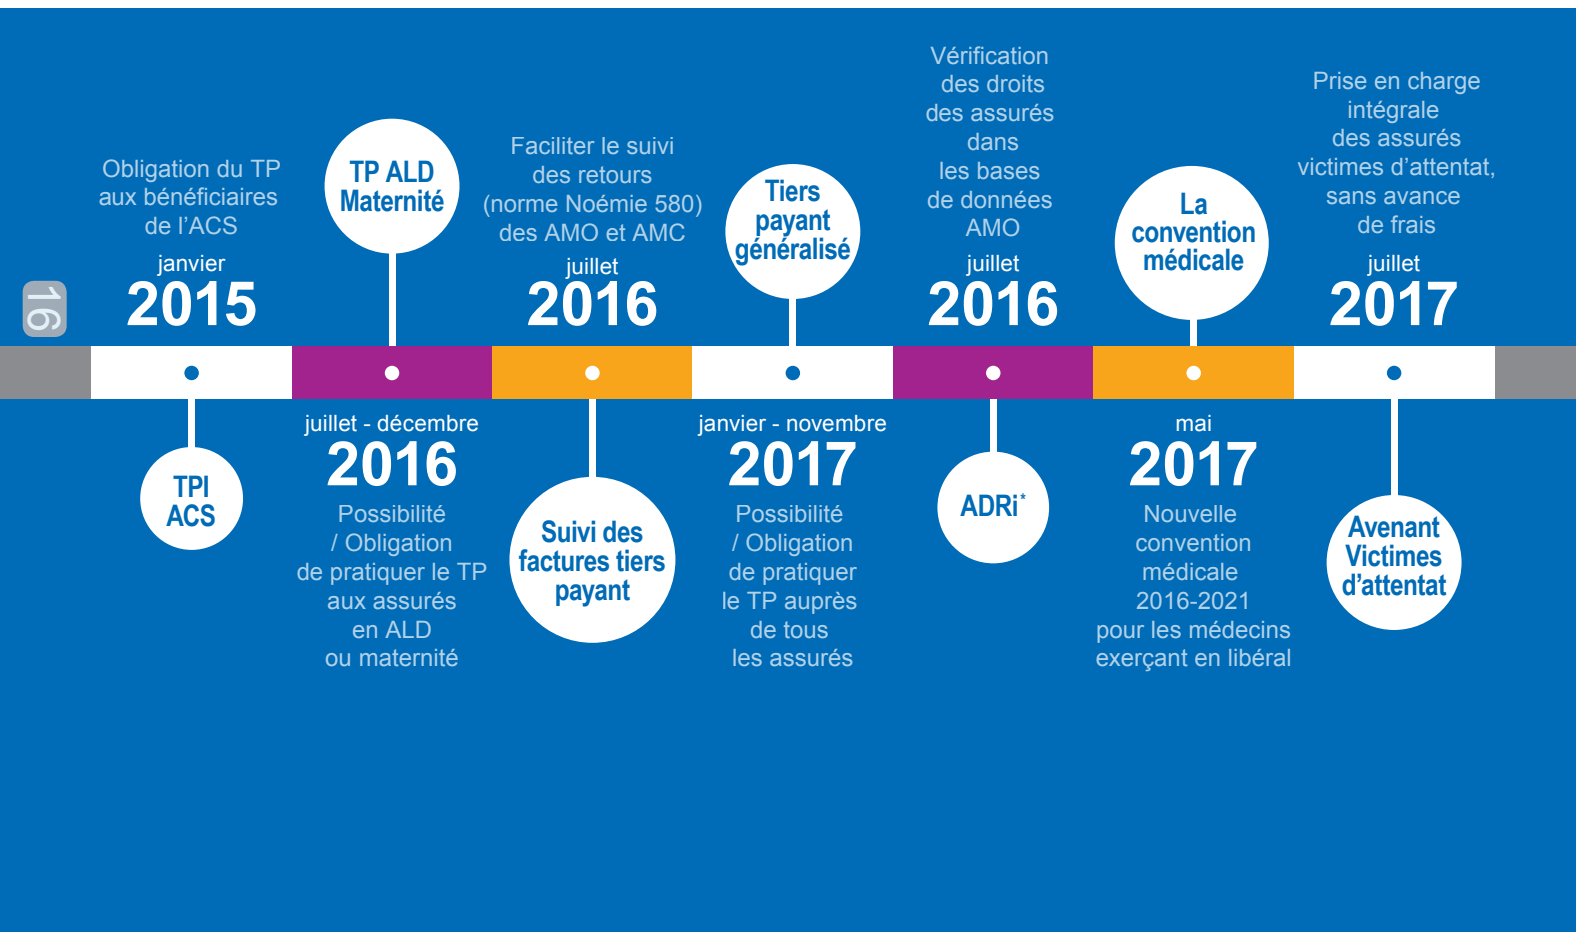 16
Obligation du TP
aux bénéficiaires
de l'ACS
janvier
2015
TPI
ACS
TP ALD
Maternité
juillet - décembre
2016
Possibilité
/ Obligation
de pratiquer le TP
aux assurés
en ALD
ou maternité
Faciliter le suivi
des retours
(norme Noémie 580)
des AMO et AMC
juillet
2016
Suivi des
factures tiers
payant
Tiers
payant
généralisé
janvier - novembre
2017
Possibilité
/ Obligation
de pratiquer
le TP auprès
de tous
les assurés
Vérification
des droits
des assurés
dans
les bases
de données
AMO
juillet
2016
ADRi*
La
convention
médicale
mai
2017
Nouvelle
convention
médicale
2016-2021
pour les médecins
exerçant en libéral
Prise en charge
intégrale
des assurés
victimes d'attentat,
sans avance
de frais
juillet
2017
Avenant
Victimes
d'attentat